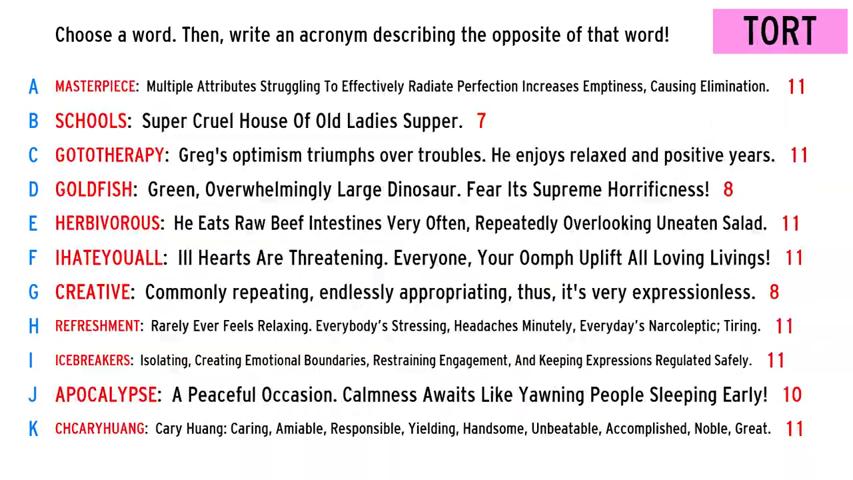 Choose a word. Then, write an acronym describing the opposite of that word!
TORT
A MASTERPIECE: Multiple Attributes Struggling To Effectively Radiate Perfection Increases Emptiness, Causing Elimination. 11
B SCHOOLS: Super Cruel House Of Old Ladies Supper. 7
C GOTOTHERAPY: Greg's optimism triumphs over troubles. He enjoys relaxed and positive years. 11
D GOLDFISH: Green, Overwhelmingly Large Dinosaur. Fear Its Supreme Horrificness! 8
E HERBIVOROUS: He Eats Raw Beef Intestines Very Often, Repeatedly Overlooking Uneaten Salad. 11
F IHATEYOUALL: Ill Hearts Are Threatening. Everyone, Your Oomph Uplift All Loving Livings! 11
G CREATIVE: Commonly repeating, endlessly appropriating, thus, it's very expressionless. 8
H REFRESHMENT: Rarely Ever Feels Relaxing. Everybody's Stressing, Headaches Minutely, Everyday's Narcoleptic; Tiring. 11
I ICEBREAKERS: Isolating, Creating Emotional Boundaries, Restraining Engagement, And Keeping Expressions Regulated Safely. 11
J APOCALYPSE: A Peaceful Occasion. Calmness Awaits Like Yawning People Sleeping Early! 10
K CHCARYHUANG: Cary Huang: Caring, Amiable, Responsible, Yielding, Handsome, Unbeatable, Accomplished, Noble, Great. 11